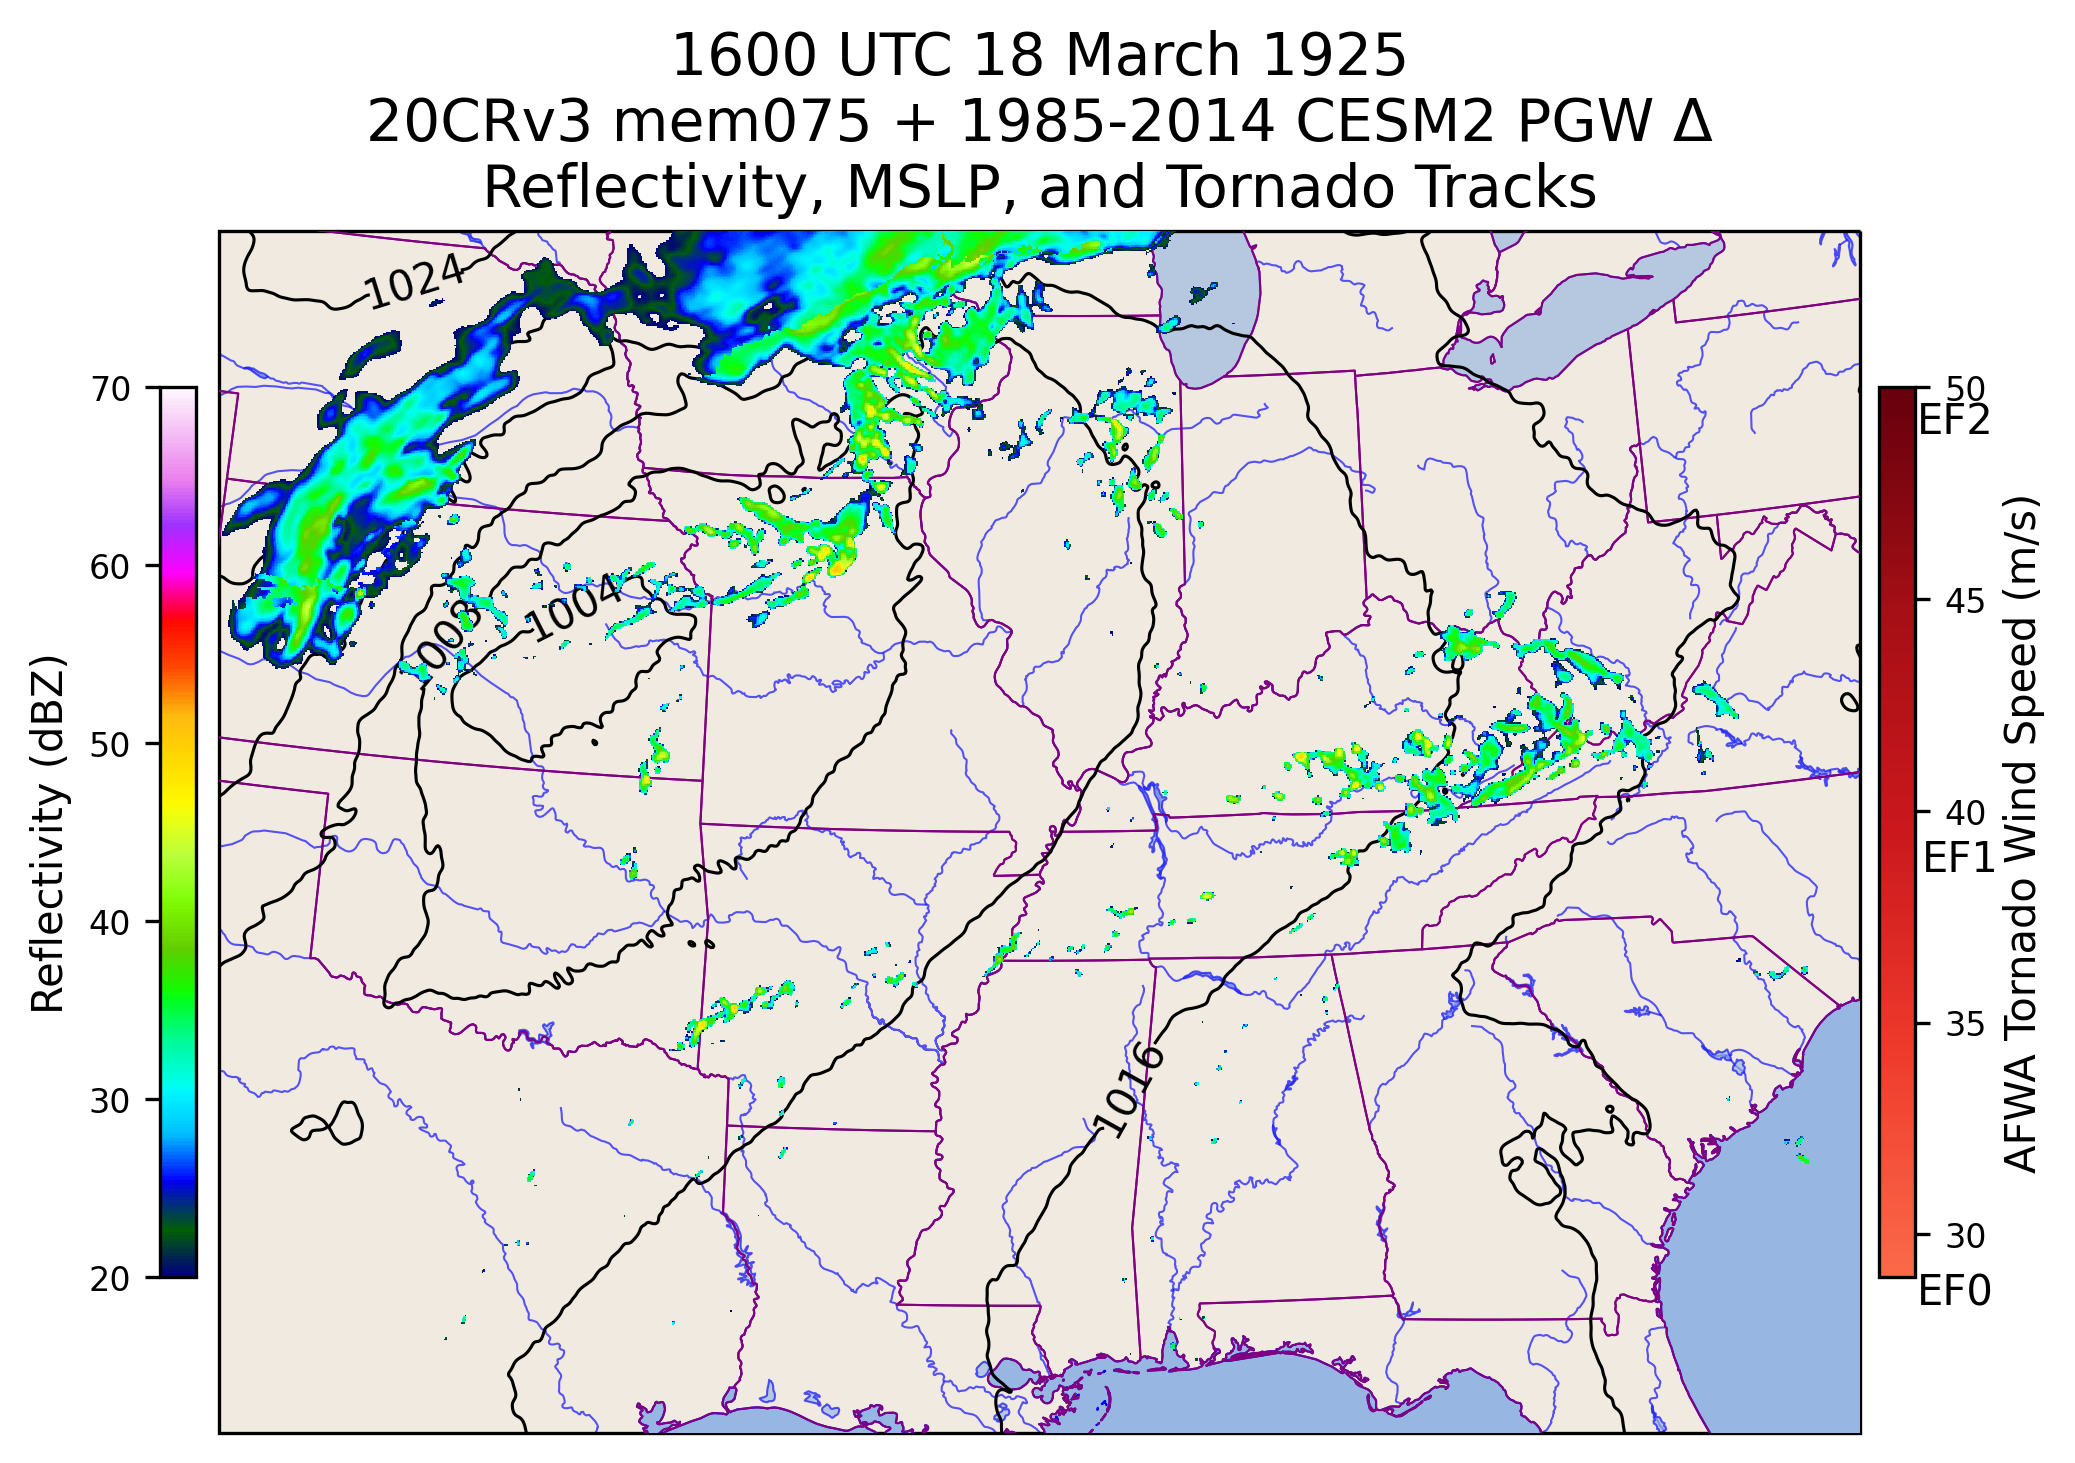 1600 UTC 18 March 1925
20CRv3 mem075 + 1985-2014 CESM2 PGW Δ
Reflectivity, MSLP, and Tornado Tracks
1024
1004
1016
Reflectivity (dBZ)
70
60
50
40
30
20
50
EF2
45
40
EF1
35
30
EF0
AFWA Tornado Wind Speed (m/s)